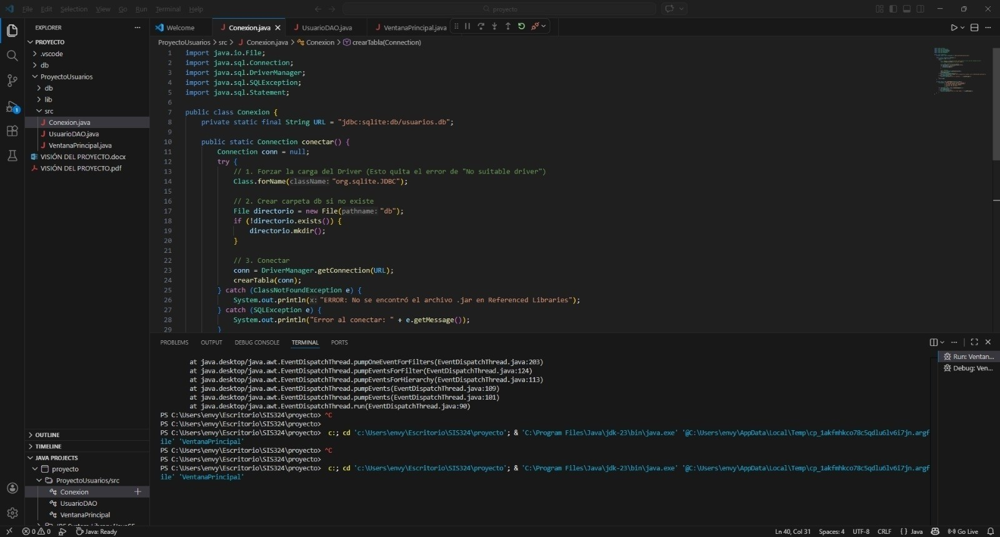 File Edit Selection View Go Run Terminal Help
proyecto
EXPLORER
Welcome
Conexion.java
UsuarioDAO.java
VentanaPrincipal.java
PROYECTO
.vscode
db
ProyectoUsuarios
db
lib
src
Conexion.java
UsuarioDAO.java
VentanaPrincipal.java
VISIÓN DEL PROYECTO.docx
VISIÓN DEL PROYECTO.pdf
1
ProyectoUsuarios > src > Conexion.java > Conexion > crearTabla(Connection)
1 import java.io.File;
2 import java.sql.Connection;
3 import java.sql.DriverManager;
4 import java.sql.SQLException;
5 import java.sql.Statement;
6
7 public class Conexion {
8 private static final String URL = "jdbc:sqlite:db/usuarios.db";
9
10 public static Connection conectar() {
11 Connection conn = null;
12 try {
13 // 1. Forzar la carga del Driver (Esto quita el error de "No suitable driver")
14 Class.forName(className: "org.sqlite.JDBC");
15
16 // 2. Crear carpeta db si no existe
17 File directorio = new File(pathname: "db");
18 if (!directorio.exists()) {
19 directorio.mkdir();
20 }
21
22 // 3. Conectar
23 conn = DriverManager.getConnection(URL);
24 crearTabla(conn);
25 } catch (ClassNotFoundException e) {
26 System.out.println(x: "ERROR: No se encontró el archivo .jar en Referenced Libraries");
27 } catch (SQLException e) {
28 System.out.println("Error al conectar: " + e.getMessage());
29 }
PROBLEMS OUTPUT DEBUG CONSOLE TERMINAL PORTS
at java.desktop/java.awt.EventDispatchThread.pumpOneEventForFilters(EventDispatchThread.java:203)
at java.desktop/java.awt.EventDispatchThread.pumpEventsForFilter(EventDispatchThread.java:124)
at java.desktop/java.awt.EventDispatchThread.pumpEventsForHierarchy(EventDispatchThread.java:113)
at java.desktop/java.awt.EventDispatchThread.pumpEvents(EventDispatchThread.java:109)
at java.desktop/java.awt.EventDispatchThread.pumpEvents(EventDispatchThread.java:101)
at java.desktop/java.awt.EventDispatchThread.run(EventDispatchThread.java:90)
PS C:\Users\envy\Escritorio\SIS324\proyecto> ^C
PS C:\Users\envy\Escritorio\SIS324\proyecto>
PS C:\Users\envy\Escritorio\SIS324\proyecto> c:; cd 'c:\Users\envy\Escritorio\SIS324\proyecto'; & 'C:\Program Files\Java\jdk-23\bin\java.exe' '@C:\Users\envy\AppData\Local\Temp\cp_1akfmhkco78c5qdlu6lv6i7jn.argf
ile' 'VentanaPrincipal'
PS C:\Users\envy\Escritorio\SIS324\proyecto> ^C
PS C:\Users\envy\Escritorio\SIS324\proyecto>
PS C:\Users\envy\Escritorio\SIS324\proyecto> c:; cd 'c:\Users\envy\Escritorio\SIS324\proyecto'; & 'C:\Program Files\Java\jdk-23\bin\java.exe' '@C:\Users\envy\AppData\Local\Temp\cp_1akfmhkco78c5qdlu6lv6i7jn.argf
ile' 'VentanaPrincipal'
Run: Ventan...
Debug: Ven...
OUTLINE
TIMELINE
JAVA PROJECTS
proyecto
ProyectoUsuarios/src
Conexion
UsuarioDAO
VentanaPrincipal
0 0 Java: Ready
Ln 40, Col 31 Spaces: 4 UTF-8 CRLF {} Java Go Live